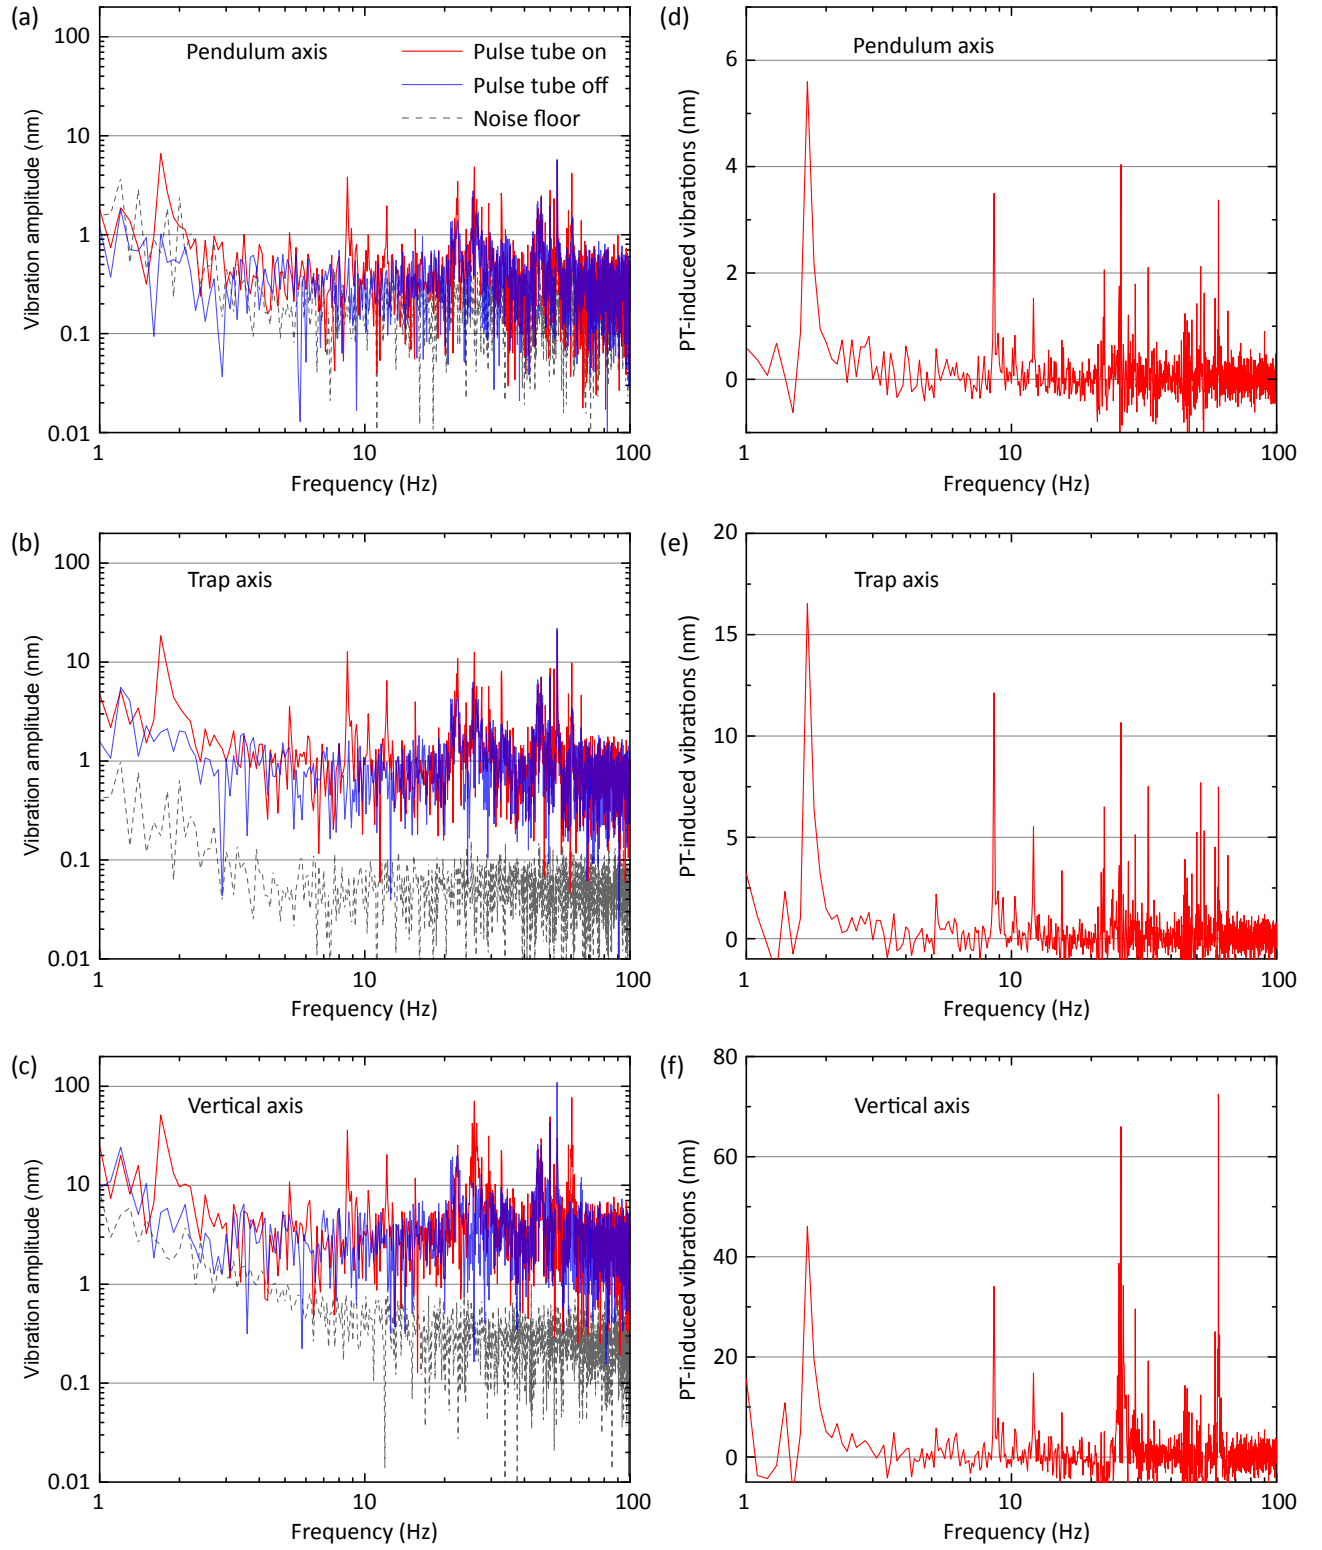 (a)
Pendulum axis
Pulse tube on
Pulse tube off
Noise floor
Vibration amplitude (nm)
100
10
1
0.1
0.01
1
10
100
Frequency (Hz)
(d)
Pendulum axis
PT-induced vibrations (nm)
6
4
2
0
1
10
100
Frequency (Hz)
(b)
Trap axis
Vibration amplitude (nm)
100
10
1
0.1
0.01
1
10
100
Frequency (Hz)
(e)
Trap axis
PT-induced vibrations (nm)
20
15
10
5
0
1
10
100
Frequency (Hz)
(c)
Vertical axis
Vibration amplitude (nm)
100
10
1
0.1
0.01
1
10
100
Frequency (Hz)
(f)
Vertical axis
PT-induced vibrations (nm)
80
60
40
20
0
1
10
100
Frequency (Hz)